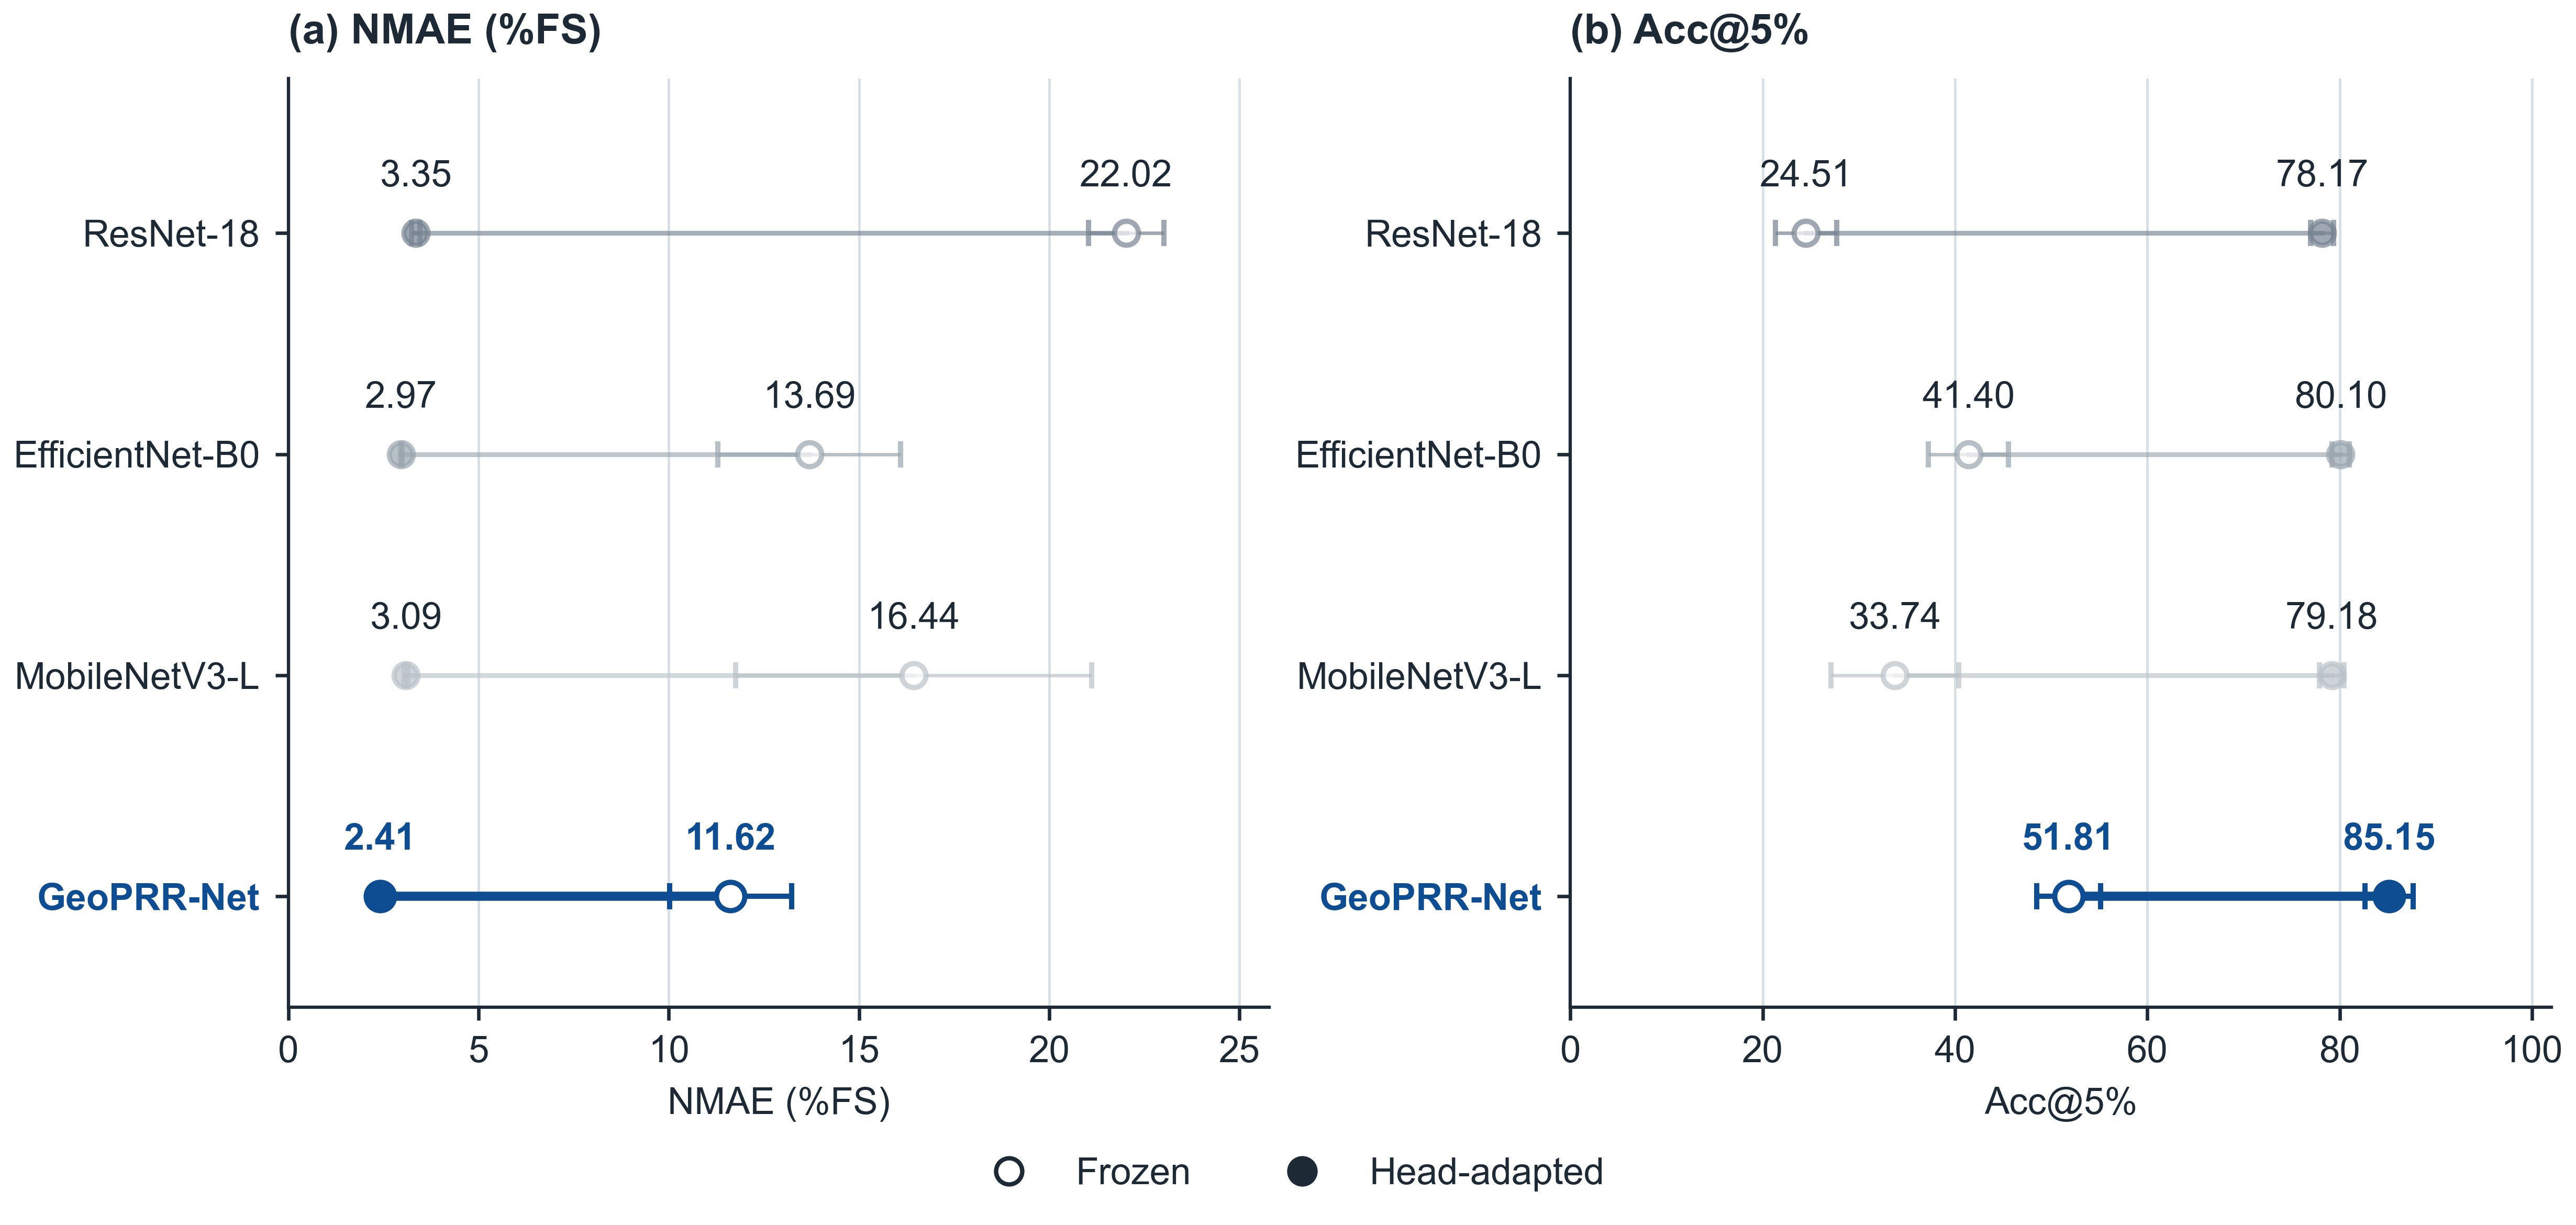 (a) NMAE (%FS)
3.35 22.02
ResNet-18
2.97 13.69
EfficientNet-B0
3.09 16.44
MobileNetV3-L
2.41 11.62
GeoPRR-Net
0 5 10 15 20 25
NMAE (%FS)
(b) Acc@5%
24.51 78.17
ResNet-18
41.40 80.10
EfficientNet-B0
33.74 79.18
MobileNetV3-L
51.81 85.15
GeoPRR-Net
0 20 40 60 80 100
Acc@5%
Frozen Head-adapted